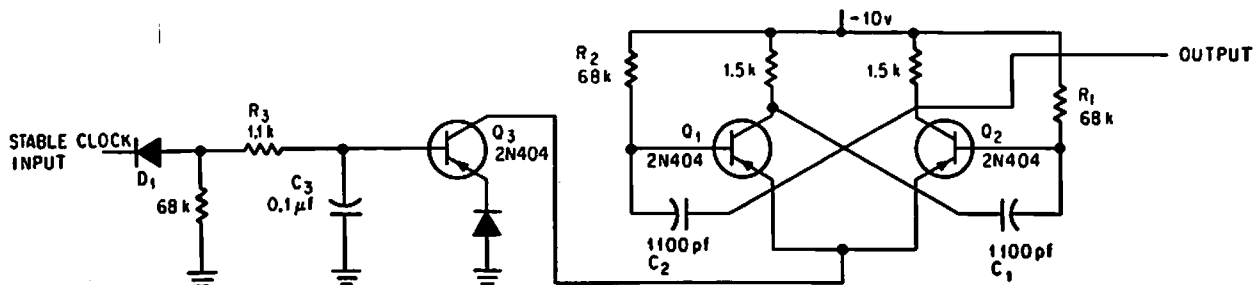 -10v
OUTPUT
R2
68k
1.5k
1.5k
R1
68k
R3
1.1k
STABLE CLOCK
INPUT
D1
Q3
2N404
Q1
2N404
Q2
2N404
68k
C3
0.1µf
1100pf
C2
1100pf
C1